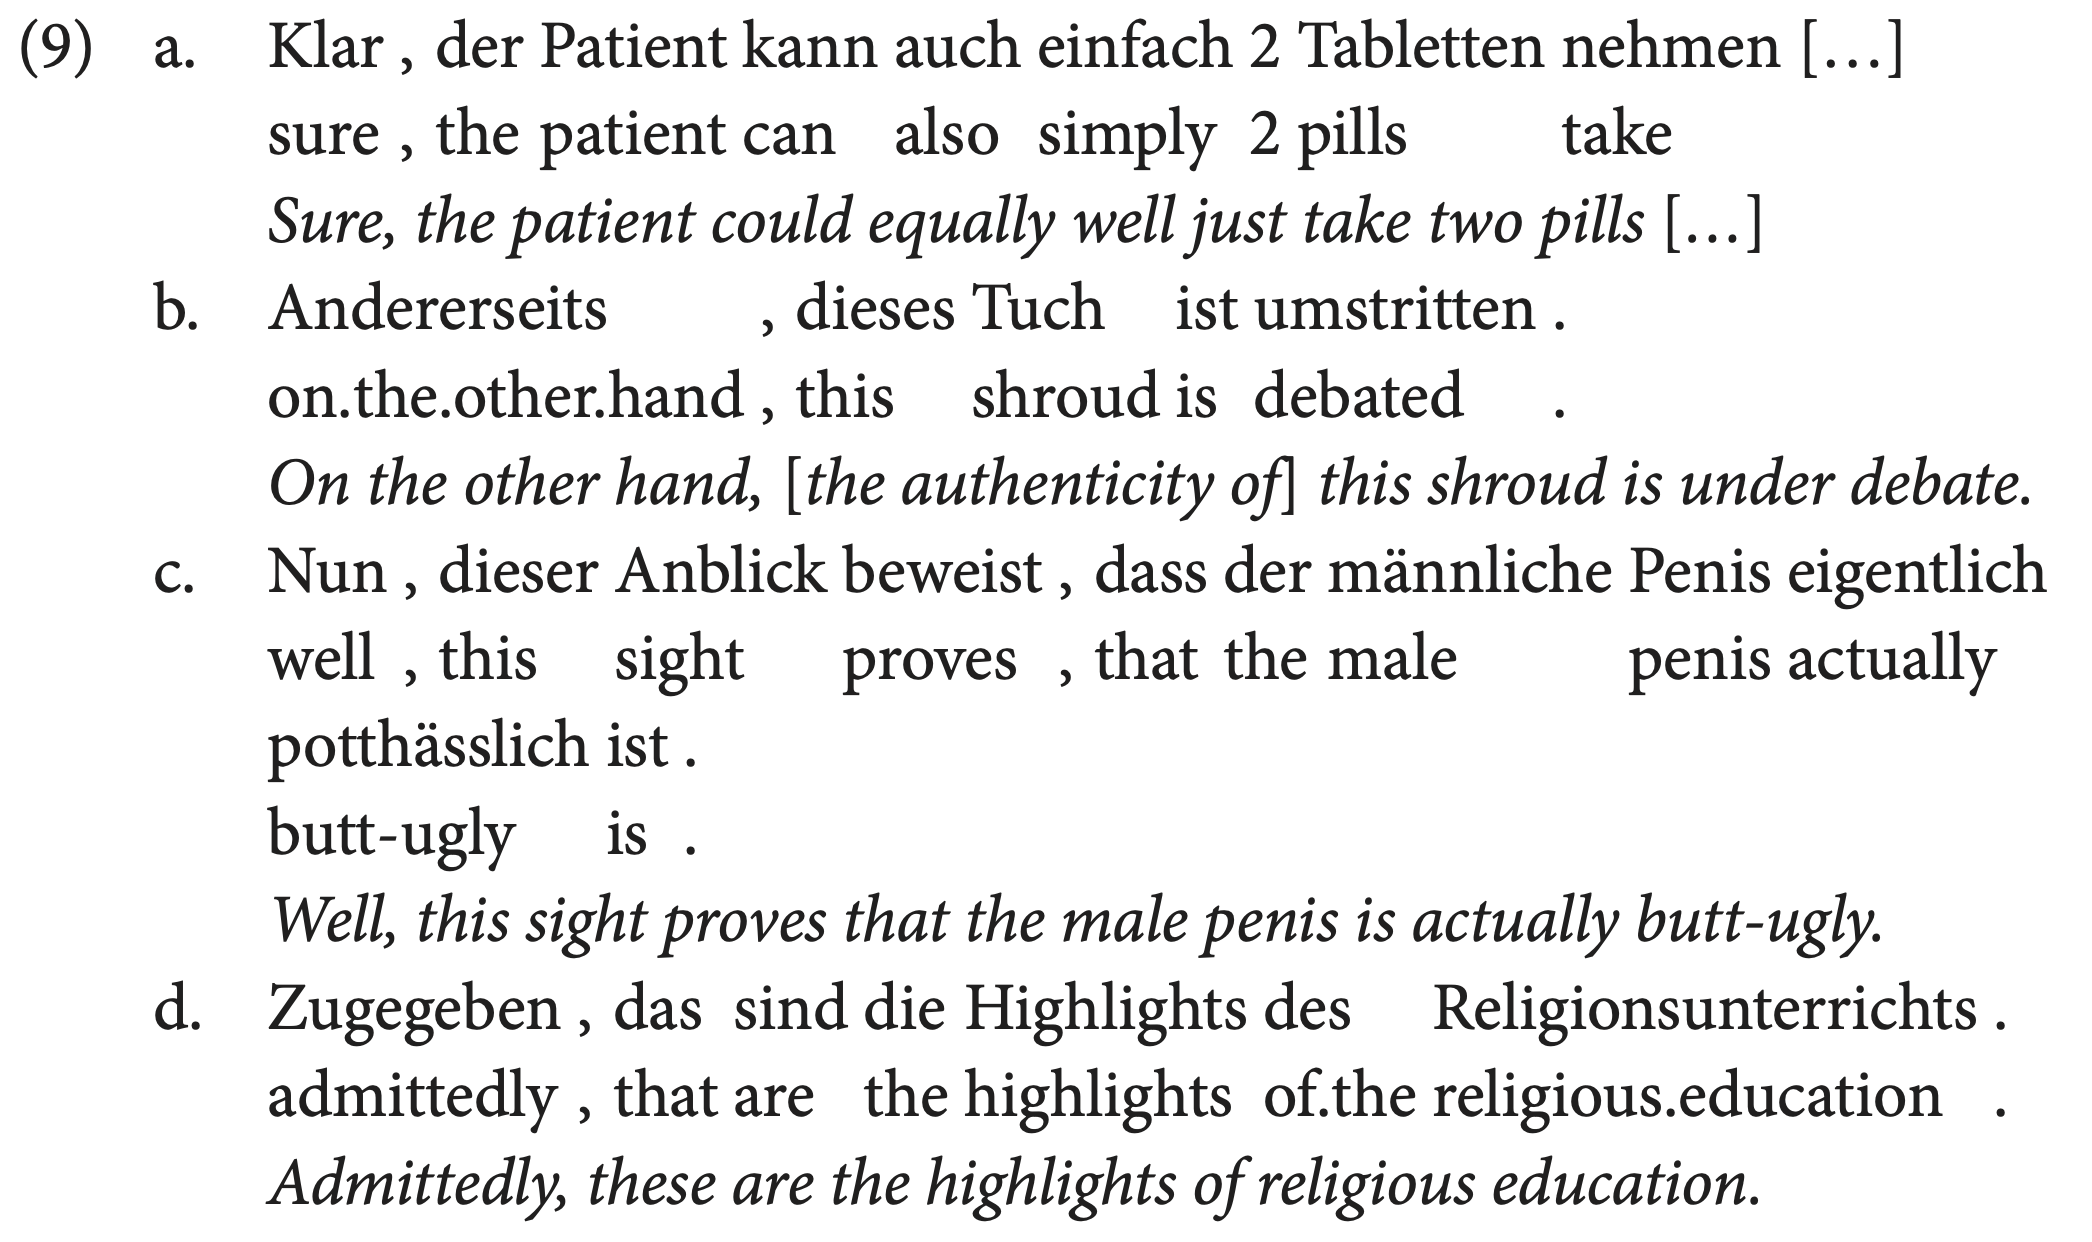 (9) a. Klar , der Patient kann auch einfach 2 Tabletten nehmen […]
sure , the patient can also simply 2 pills take
Sure, the patient could equally well just take two pills […]
b. Andererseits , dieses Tuch ist umstritten .
on.the.other.hand , this shroud is debated .
On the other hand, [the authenticity of] this shroud is under debate.
c. Nun , dieser Anblick beweist , dass der männliche Penis eigentlich
well , this sight proves , that the male penis actually
potthässlich ist .
butt-ugly is .
Well, this sight proves that the male penis is actually butt-ugly.
d. Zugegeben , das sind die Highlights des Religionsunterrichts .
admittedly , that are the highlights of.the religious.education .
Admittedly, these are the highlights of religious education.